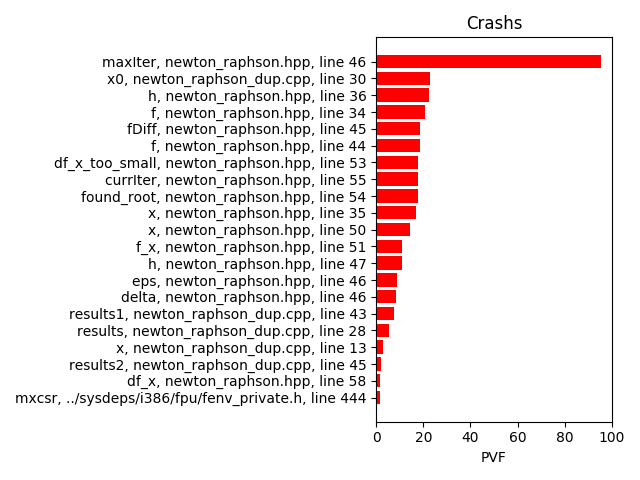 Crashs
maxIter, newton_raphson.hpp, line 46
x0, newton_raphson_dup.cpp, line 30
h, newton_raphson.hpp, line 36
f, newton_raphson.hpp, line 34
fDiff, newton_raphson.hpp, line 45
f, newton_raphson.hpp, line 44
df_x_too_small, newton_raphson.hpp, line 53
currIter, newton_raphson.hpp, line 55
found_root, newton_raphson.hpp, line 54
x, newton_raphson.hpp, line 35
x, newton_raphson.hpp, line 50
f_x, newton_raphson.hpp, line 51
h, newton_raphson.hpp, line 47
eps, newton_raphson.hpp, line 46
delta, newton_raphson.hpp, line 46
results1, newton_raphson_dup.cpp, line 43
results, newton_raphson_dup.cpp, line 28
x, newton_raphson_dup.cpp, line 13
results2, newton_raphson_dup.cpp, line 45
df_x, newton_raphson.hpp, line 58
mxcsr, ../sysdeps/i386/fpu/fenv_private.h, line 444
0 20 40 60 80 100
PVF